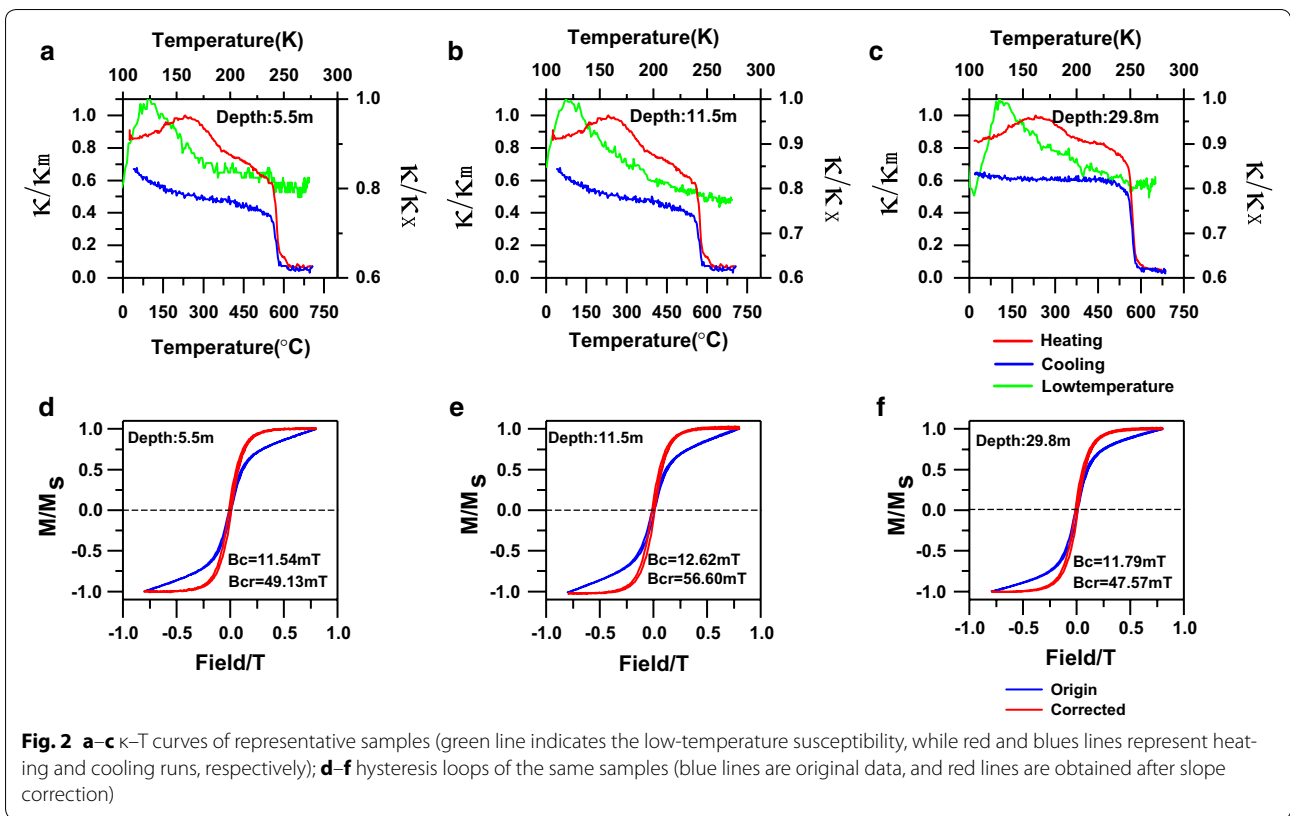 Temperature(K)
Temperature(K)
Temperature(K)
a
b
c
100 150 200 250 300
100 150 200 250 300
100 150 200 250 300
Depth:5.5m
Depth:11.5m
Depth:29.8m
1.0
0.8
0.6
0.4
0.2
0.0
κ/κm
1.0
0.9
0.8
0.7
0.6
κ/κx
1.0
0.8
0.6
0.4
0.2
0.0
κ/κm
1.0
0.9
0.8
0.7
0.6
κ/κx
1.0
0.8
0.6
0.4
0.2
0.0
κ/κm
1.0
0.9
0.8
0.7
0.6
κ/κx
0 150 300 450 600 750
0 150 300 450 600 750
0 150 300 450 600 750
Temperature(°C)
Temperature(°C)
Heating
Cooling
Lowtemperature
d
e
f
Depth:5.5m
Depth:11.5m
Depth:29.8m
1.0
0.5
0.0
-0.5
-1.0
M/Ms
1.0
0.5
0.0
-0.5
-1.0
M/Ms
1.0
0.5
0.0
-0.5
-1.0
M/Ms
Bc=11.54mT
Bcr=49.13mT
Bc=12.62mT
Bcr=56.60mT
Bc=11.79mT
Bcr=47.57mT
-1.0 -0.5 0.0 0.5 1.0
-1.0 -0.5 0.0 0.5 1.0
-1.0 -0.5 0.0 0.5 1.0
Field/T
Field/T
Field/T
Origin
Corrected
Fig. 2 a–c κ–T curves of representative samples (green line indicates the low-temperature susceptibility, while red and blues lines represent heat-
ing and cooling runs, respectively); d–f hysteresis loops of the same samples (blue lines are original data, and red lines are obtained after slope
correction)